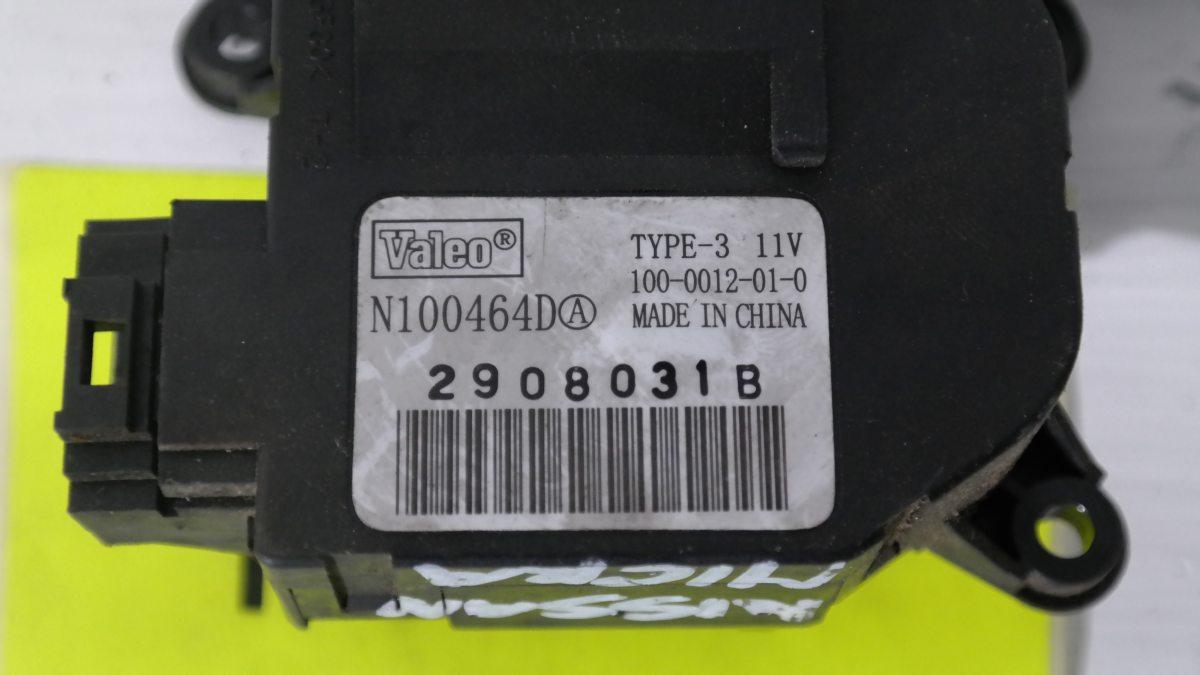 Valeo®
TYPE-3 11V
100-0012-01-0
N100464DⒶ
MADE IN CHINA
2908031B
NISSAN
MICRA